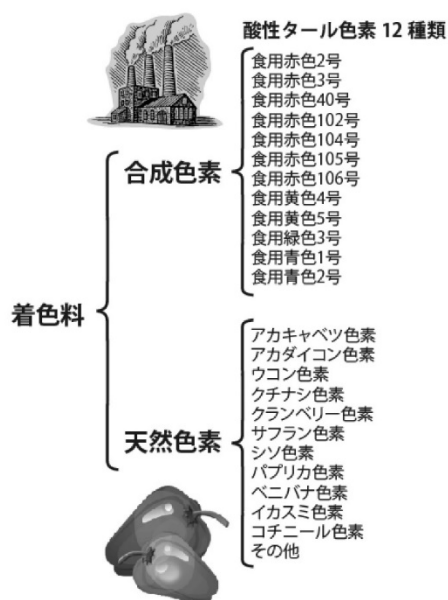 酸性タール色素 12 種類
食用赤色2号
食用赤色3号
食用赤色40号
食用赤色102号
食用赤色104号
食用赤色105号
食用赤色106号
食用黄色4号
食用黄色5号
食用緑色3号
食用青色1号
食用青色2号
合成色素
着色料
天然色素
アカキャベツ色素
アカダイコン色素
ウコン色素
クチナシ色素
クランベリー色素
サフラン色素
シソ色素
パプリカ色素
ベニバナ色素
イカスミ色素
コチニール色素
その他